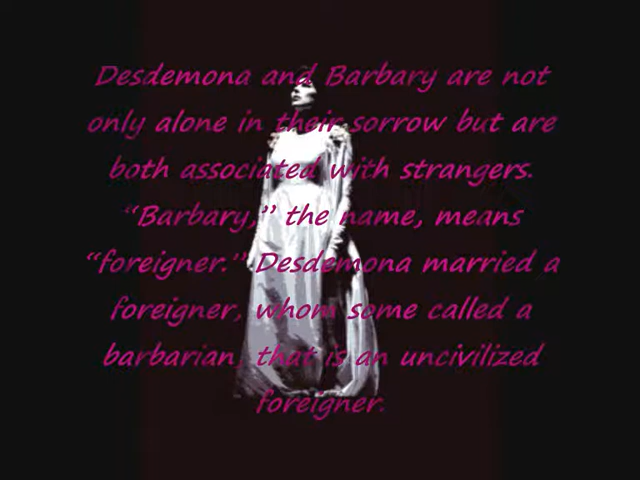 Desdemona and Barbary are not
only alone in their sorrow but are
both associated with strangers.
“Barbary,” the name, means
“foreigner.” Desdemona married a
foreigner, whom some called a
barbarian, that is an uncivilized
foreigner.